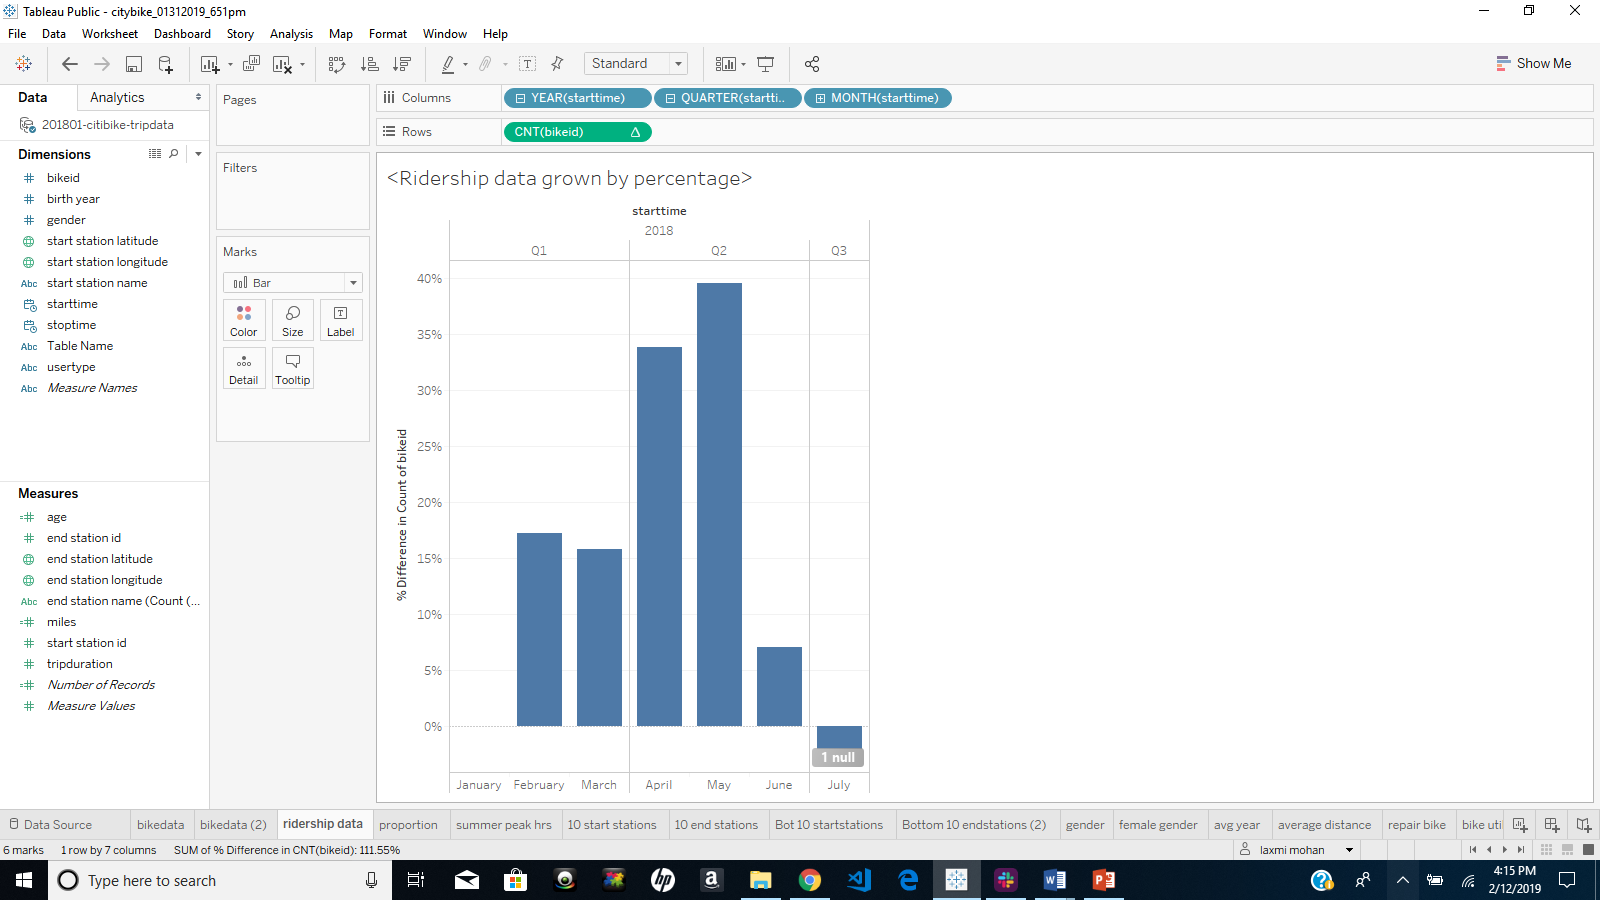 Tableau Public - citybike_01312019_651pm
File Data Worksheet Dashboard Story Analysis Map Format Window Help
Standard
Show Me
Data Analytics
201801-citibike-tripdata
Dimensions
bikeid
birth year
gender
start station latitude
start station longitude
Abc start station name
starttime
stoptime
Abc Table Name
Abc usertype
Abc Measure Names
Measures
age
end station id
end station latitude
end station longitude
Abc end station name (Count (...
miles
start station id
tripduration
Number of Records
Measure Values
Pages
Filters
Marks
Bar
Color Size Label
Detail Tooltip
Columns YEAR(starttime) QUARTER(startti.. MONTH(starttime)
Rows CNT(bikeid)
<Ridership data grown by percentage>
starttime
2018
Q1 Q2 Q3
40%
35%
30%
25%
20%
15%
10%
5%
0%
% Difference in Count of bikeid
1 null
January February March April May June July
Data Source bikedata bikedata (2) ridership data proportion summer peak hrs 10 start stations 10 end stations Bot 10 startstations Bottom 10 endstations (2) gender female gender avg year average distance repair bike bike uti
6 marks 1 row by 7 columns SUM of % Difference in CNT(bikeid): 111.55% laxmi mohan
Type here to search
4:15 PM
2/12/2019